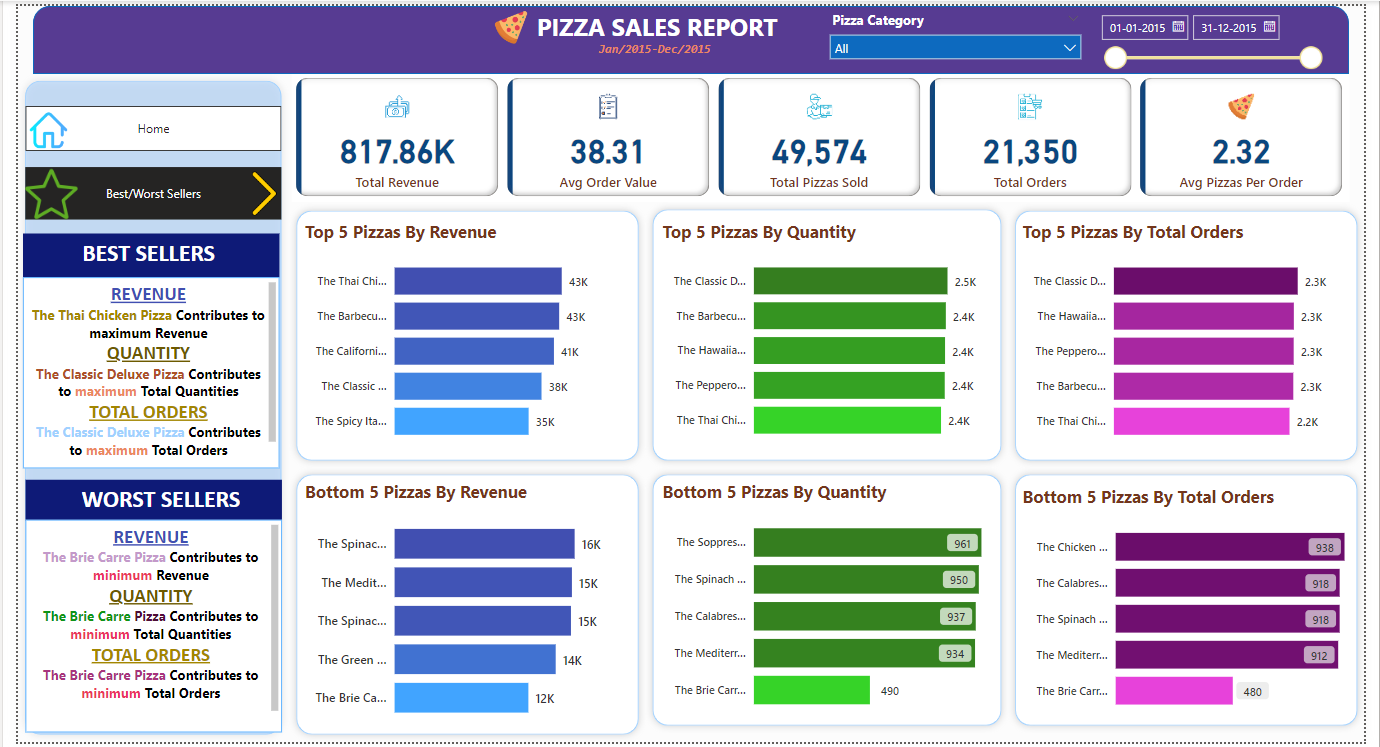 PIZZA SALES REPORT
Jan/2015-Dec/2015
Pizza Category
All
01-01-2015
31-12-2015
Home
Best/Worst Sellers
817.86K
Total Revenue
38.31
Avg Order Value
49,574
Total Pizzas Sold
21,350
Total Orders
2.32
Avg Pizzas Per Order
BEST SELLERS
REVENUE
The Thai Chicken Pizza Contributes to
maximum Revenue
QUANTITY
The Classic Deluxe Pizza Contributes
to maximum Total Quantities
TOTAL ORDERS
The Classic Deluxe Pizza Contributes
to maximum Total Orders
WORST SELLERS
REVENUE
The Brie Carre Pizza Contributes to
minimum Revenue
QUANTITY
The Brie Carre Pizza Contributes to
minimum Total Quantities
TOTAL ORDERS
The Brie Carre Pizza Contributes to
minimum Total Orders
Top 5 Pizzas By Revenue
The Thai Chi... 43K
The Barbecu... 43K
The Californi... 41K
The Classic ... 38K
The Spicy Ita... 35K
Top 5 Pizzas By Quantity
The Classic D... 2.5K
The Barbecu... 2.4K
The Hawaiia... 2.4K
The Peppero... 2.4K
The Thai Chi... 2.4K
Top 5 Pizzas By Total Orders
The Classic D... 2.3K
The Hawaiia... 2.3K
The Peppero... 2.3K
The Barbecu... 2.3K
The Thai Chi... 2.2K
Bottom 5 Pizzas By Revenue
The Spinac... 16K
The Medit... 15K
The Spinac... 15K
The Green ... 14K
The Brie Ca... 12K
Bottom 5 Pizzas By Quantity
The Soppres... 961
The Spinach ... 950
The Calabres... 937
The Mediterr... 934
The Brie Carr... 490
Bottom 5 Pizzas By Total Orders
The Chicken ... 938
The Calabres... 918
The Spinach ... 918
The Mediterr... 912
The Brie Carr... 480